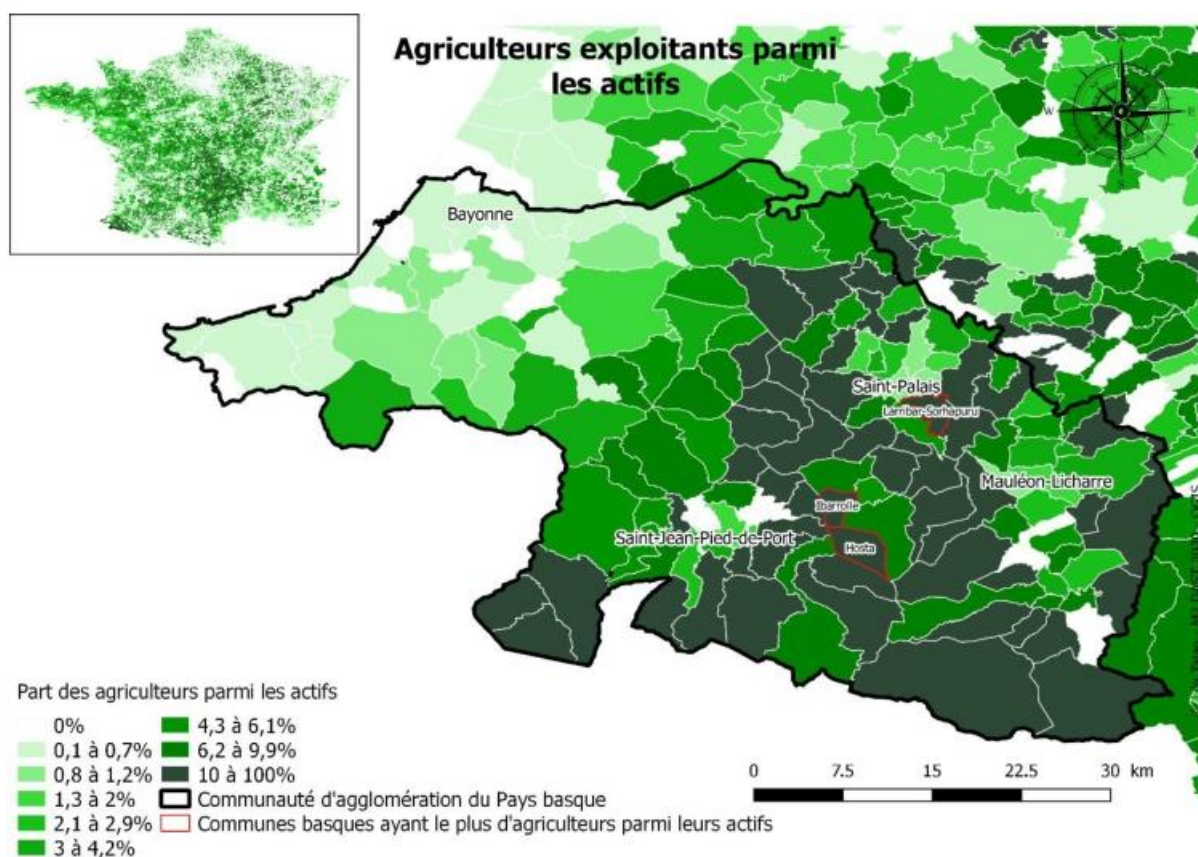 Agriculteurs exploitants parmi
les actifs
W
Bayonne
Saint-Palais
Larribar-Sorhapuru
Mauléon-Licharre
Ibarrolle
Saint-Jean-Pied-de-Port
Hosta
Part des agriculteurs parmi les actifs
0%
0,1 à 0,7%
0,8 à 1,2%
1,3 à 2%
2,1 à 2,9%
3 à 4,2%
4,3 à 6,1%
6,2 à 9,9%
10 à 100%
Communauté d'agglomération du Pays basque
Communes basques ayant le plus d'agriculteurs parmi leurs actifs
0 7.5 15 22.5 30 km